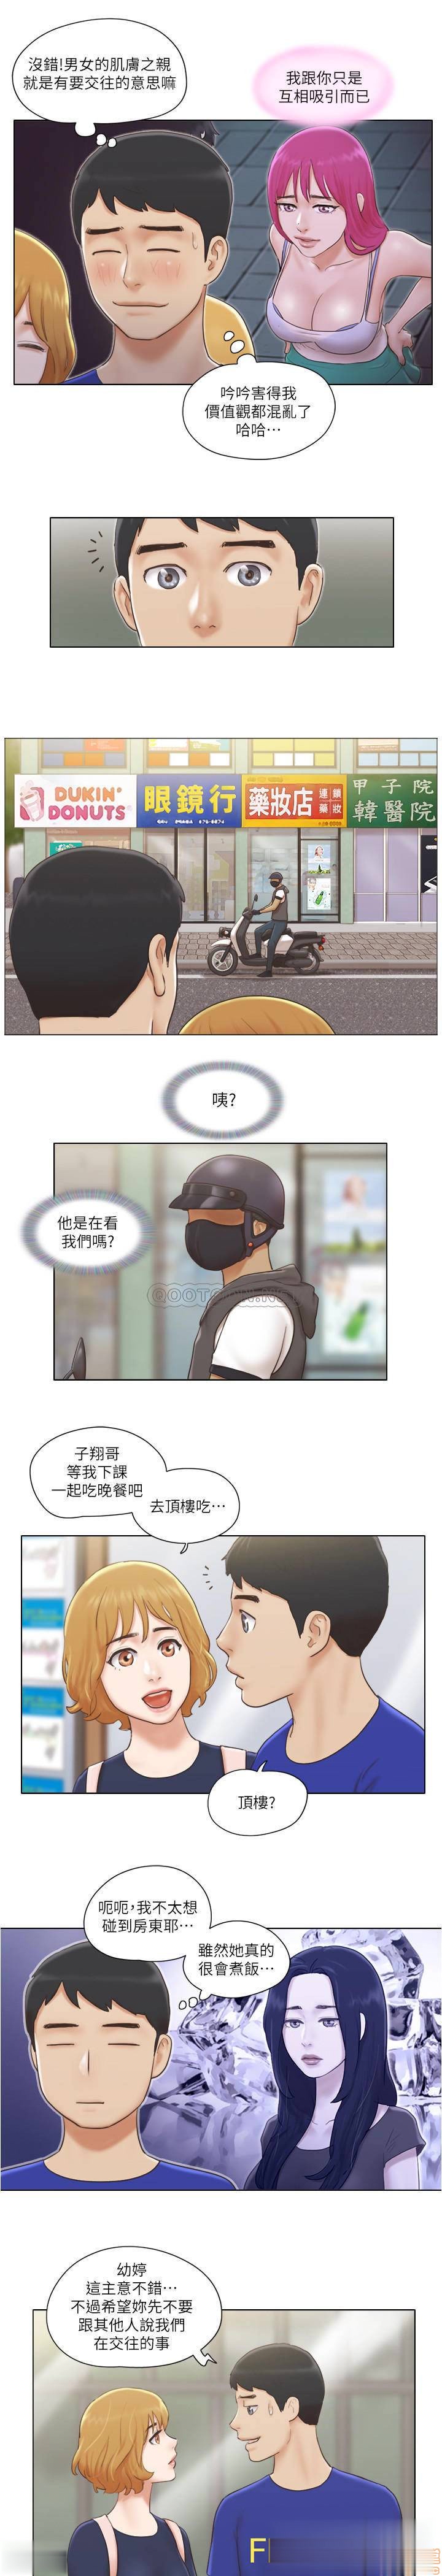 沒錯!男女的肌膚之親
就是有要交往的意思嘛
我跟你只是
互相吸引而已
吟吟害得我
價值觀都混亂了
哈哈⋯
DUKIN'
DONUTS
眼鏡行
藥妝店
連鎖
藥妝
甲子院
韓醫院
咦?
他是在看
我們嗎?
子翔哥
等我下課
一起吃晚餐吧
去頂樓吃⋯
頂樓?
呃呃,我不太想
碰到房東耶⋯
雖然她真的
很會煮飯⋯
幼婷
這主意不錯⋯
不過希望妳先不要
跟其他人說我們
在交往的事
F